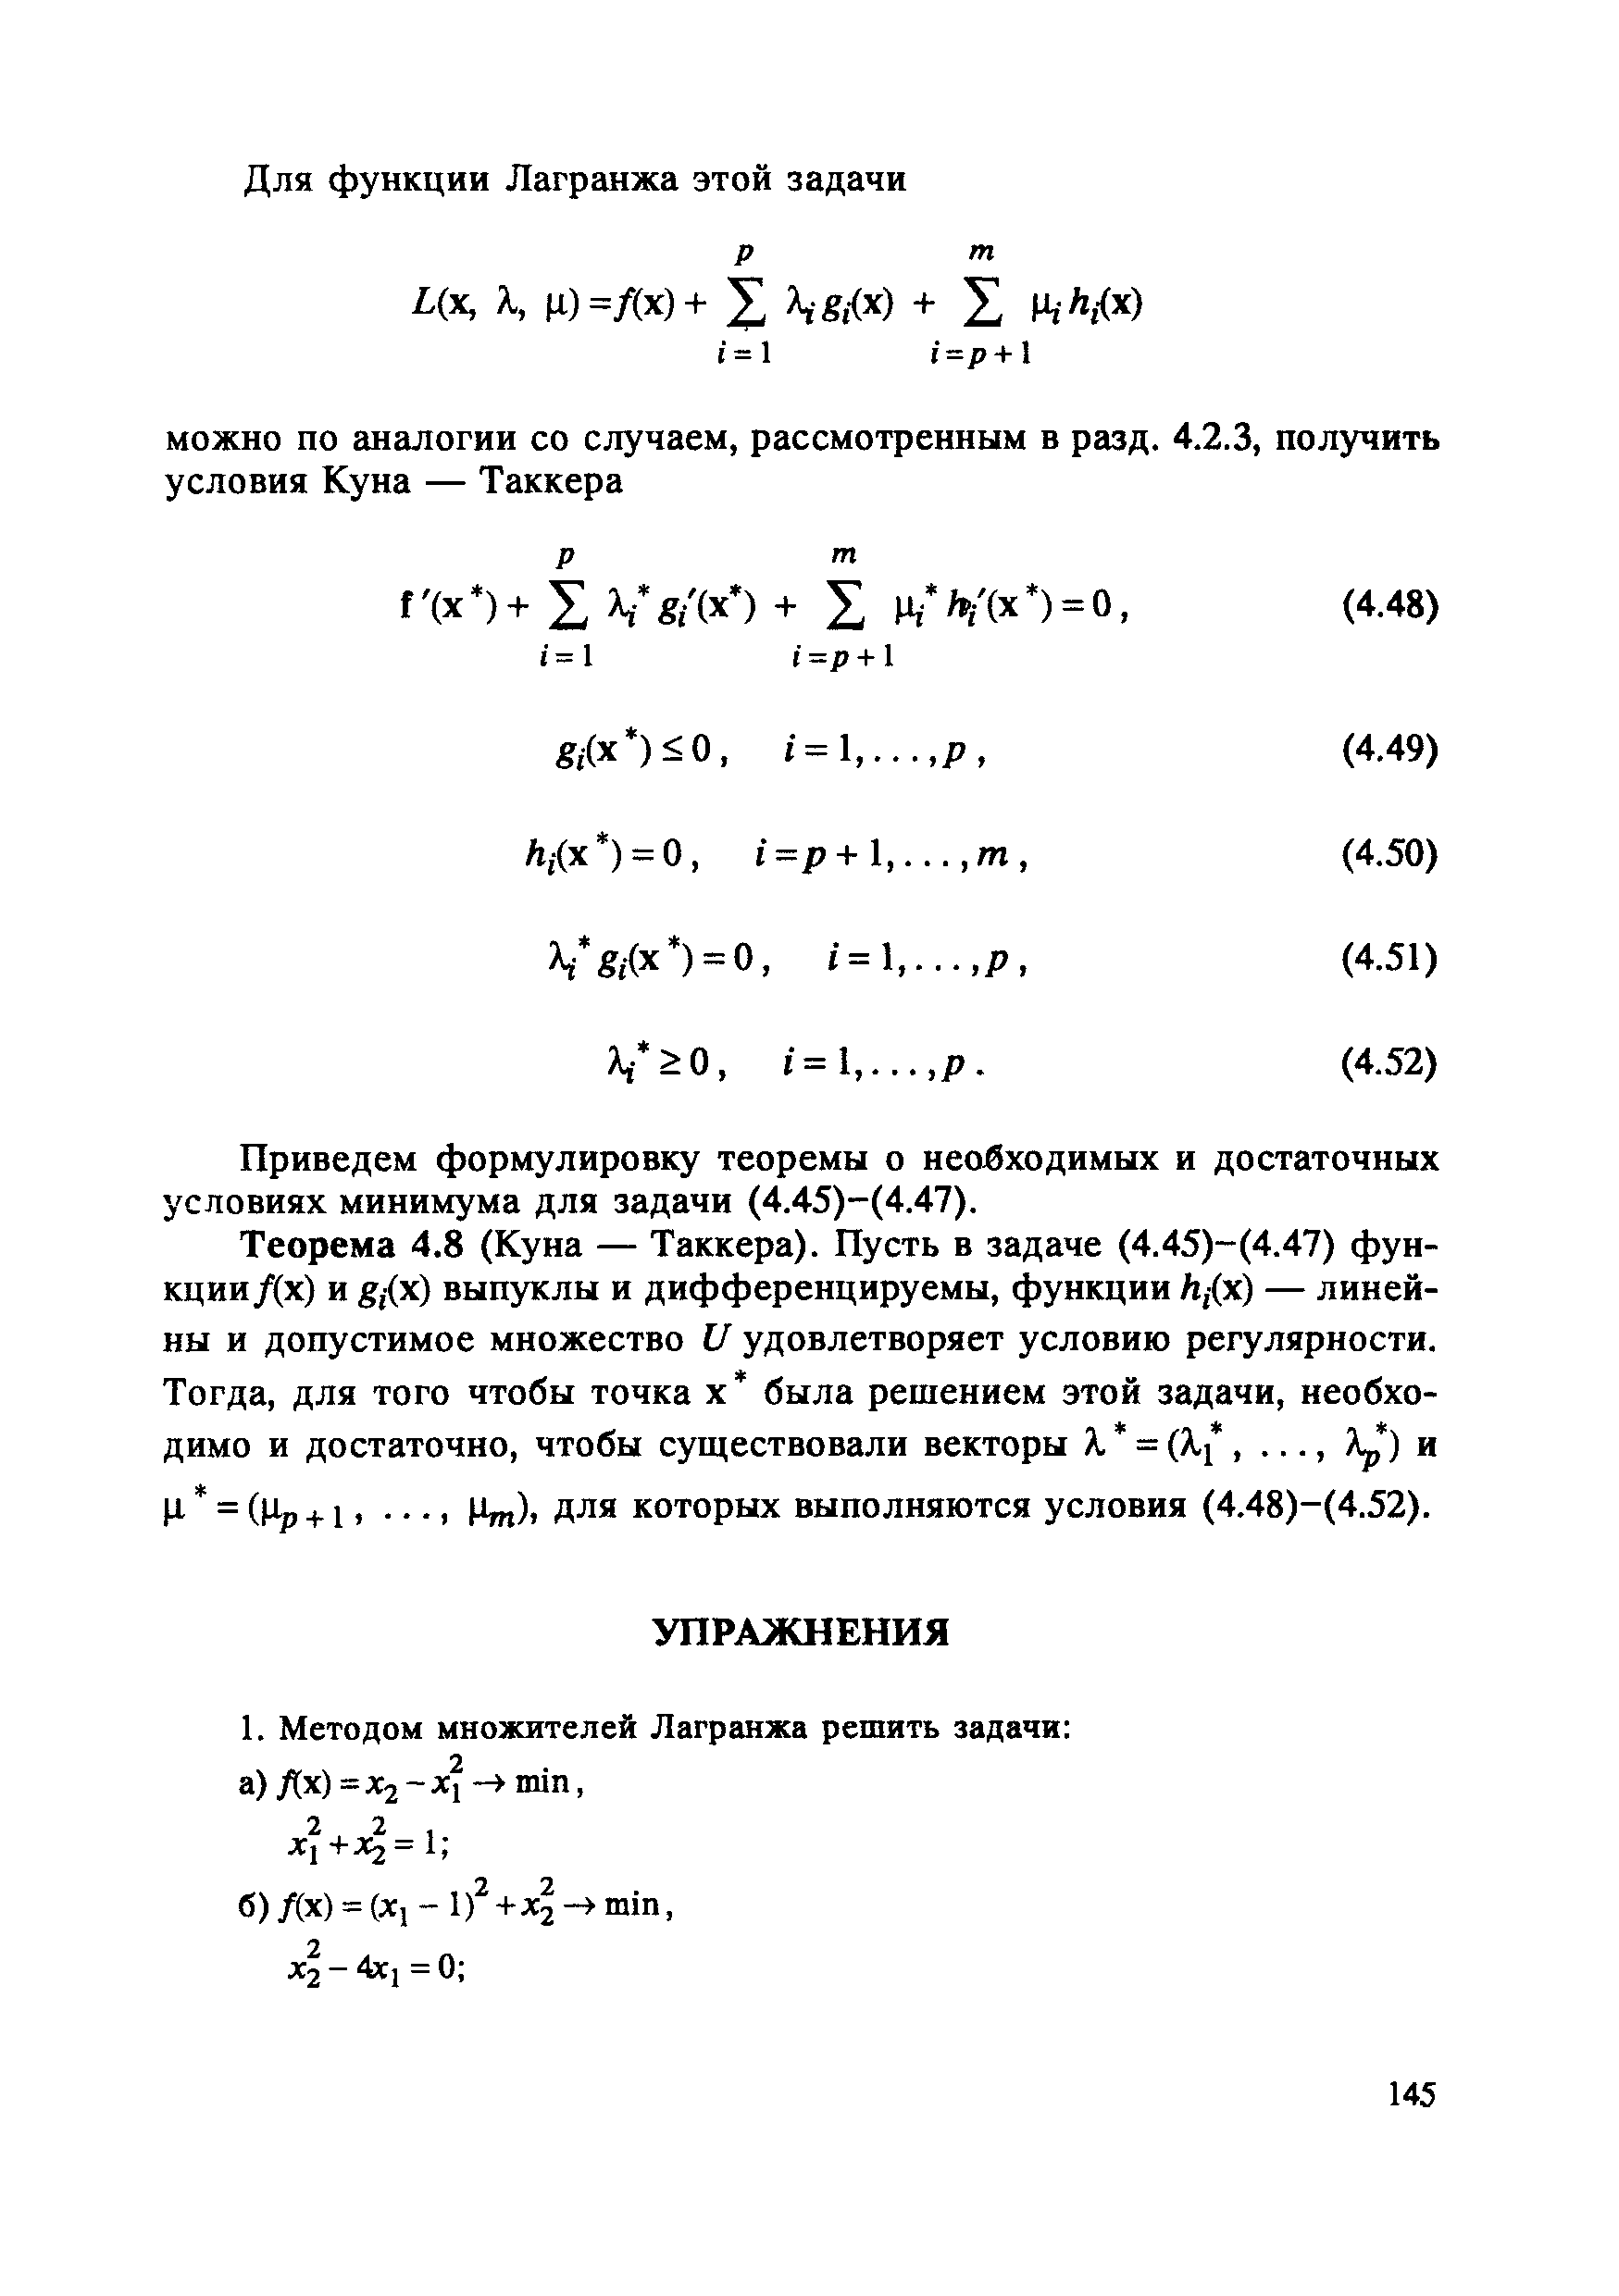 Для функции Лагранжа этой задачи
L(x, λ, μ) = f(x) + ∑_{i=1}^{p} λ_i g_i(x) + ∑_{i=p+1}^{m} μ_i h_i(x)
можно по аналогии со случаем, рассмотренным в разд. 4.2.3, получить
условия Куна — Таккера
f′(x*) + ∑_{i=1}^{p} λ_i* g_i′(x*) + ∑_{i=p+1}^{m} μ_i* h_i′(x*) = 0, (4.48)
g_i(x*) ≤ 0, i = 1,...,p, (4.49)
h_i(x*) = 0, i = p + 1,...,m, (4.50)
λ_i* g_i(x*) = 0, i = 1,...,p, (4.51)
λ_i* ≥ 0, i = 1,...,p. (4.52)
Приведем формулировку теоремы о необходимых и достаточных
условиях минимума для задачи (4.45)–(4.47).
Теорема 4.8 (Куна — Таккера). Пусть в задаче (4.45)–(4.47) фун-
кции f(x) и g_i(x) выпуклы и дифференцируемы, функции h_i(x) — линей-
ны и допустимое множество U удовлетворяет условию регулярности.
Тогда, для того чтобы точка x* была решением этой задачи, необхо-
димо и достаточно, чтобы существовали векторы λ* = (λ_1*, ..., λ_p*) и
μ* = (μ_{p+1}, ..., μ_m), для которых выполняются условия (4.48)–(4.52).
УПРАЖНЕНИЯ
1. Методом множителей Лагранжа решить задачи:
а) f(x) = x_2 − x_1^2 → min,
x_1^2 + x_2^2 = 1;
б) f(x) = (x_1 − 1)^2 + x_2^2 → min,
x_2^2 − 4x_1 = 0;
145